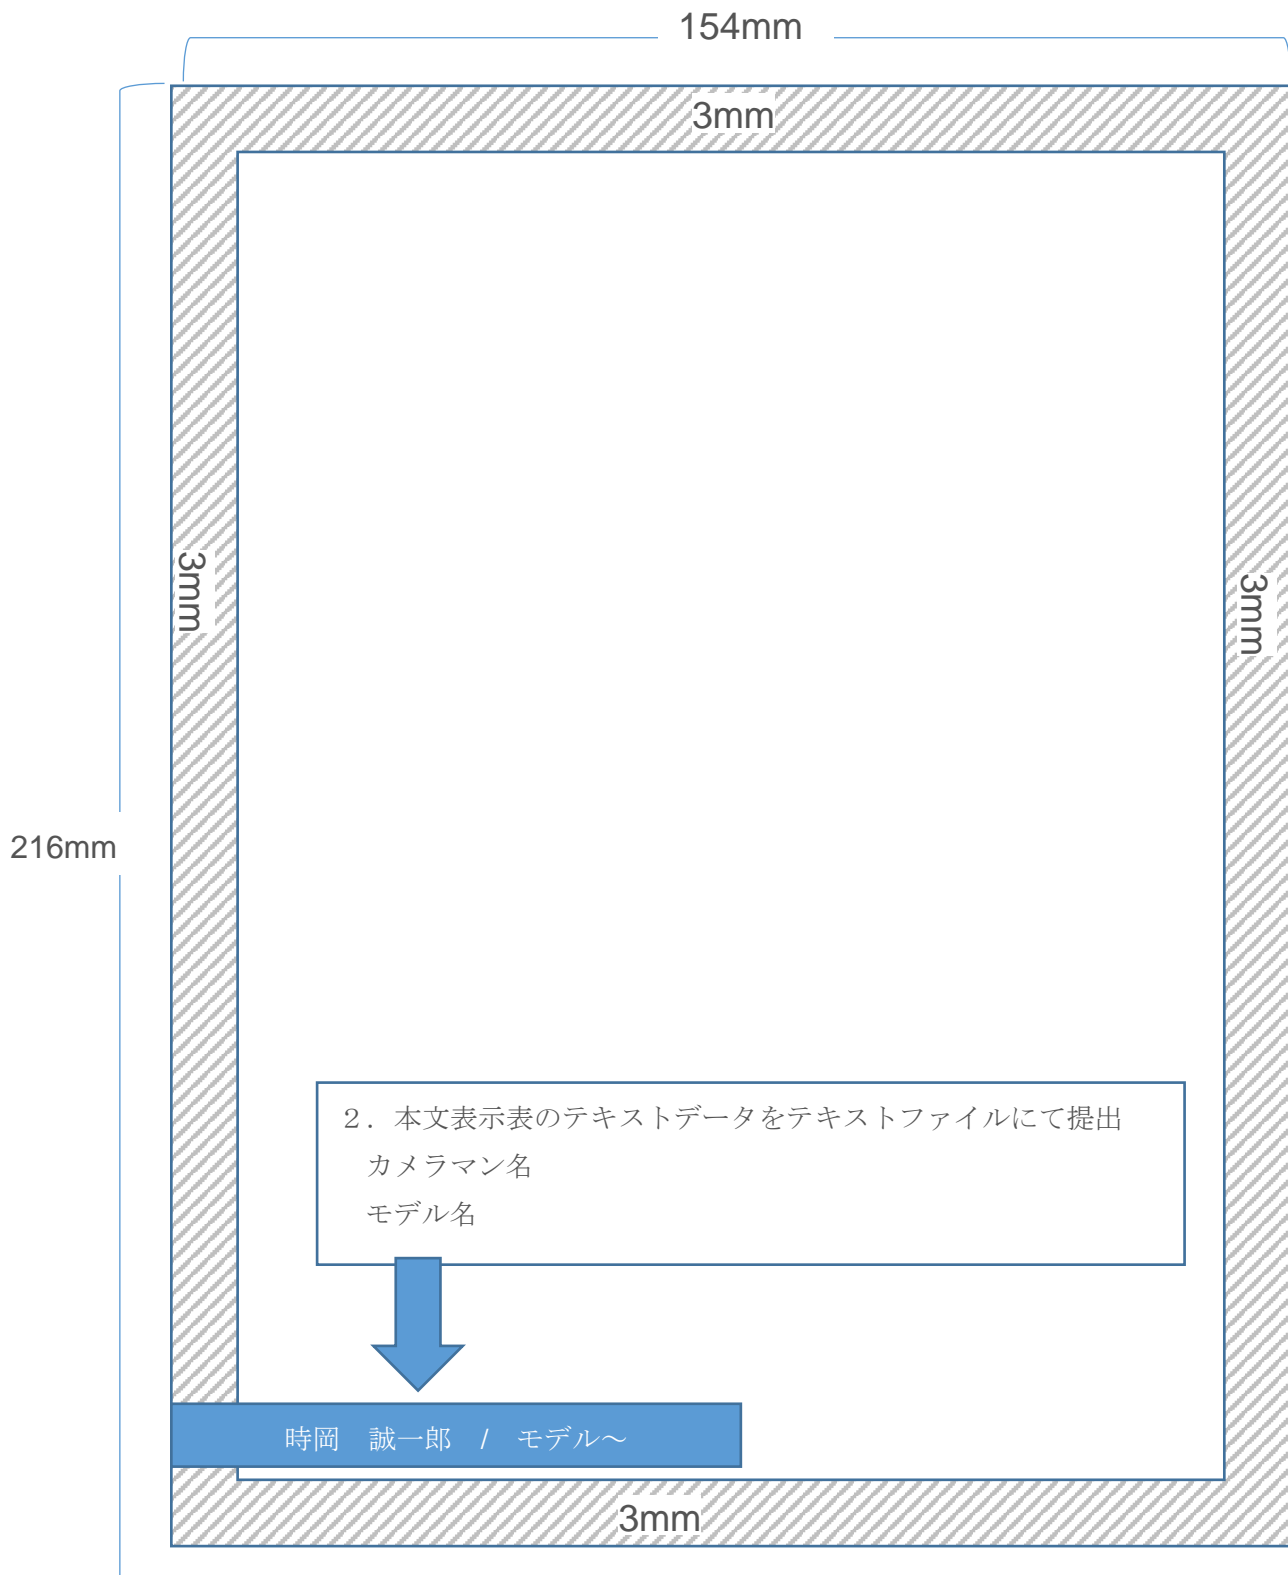 154mm
3mm
3mm
3mm
216mm
２．本文表示表のテキストデータをテキストファイルにて提出
カメラマン名
モデル名
時岡　誠一郎　/　モデル～
3mm